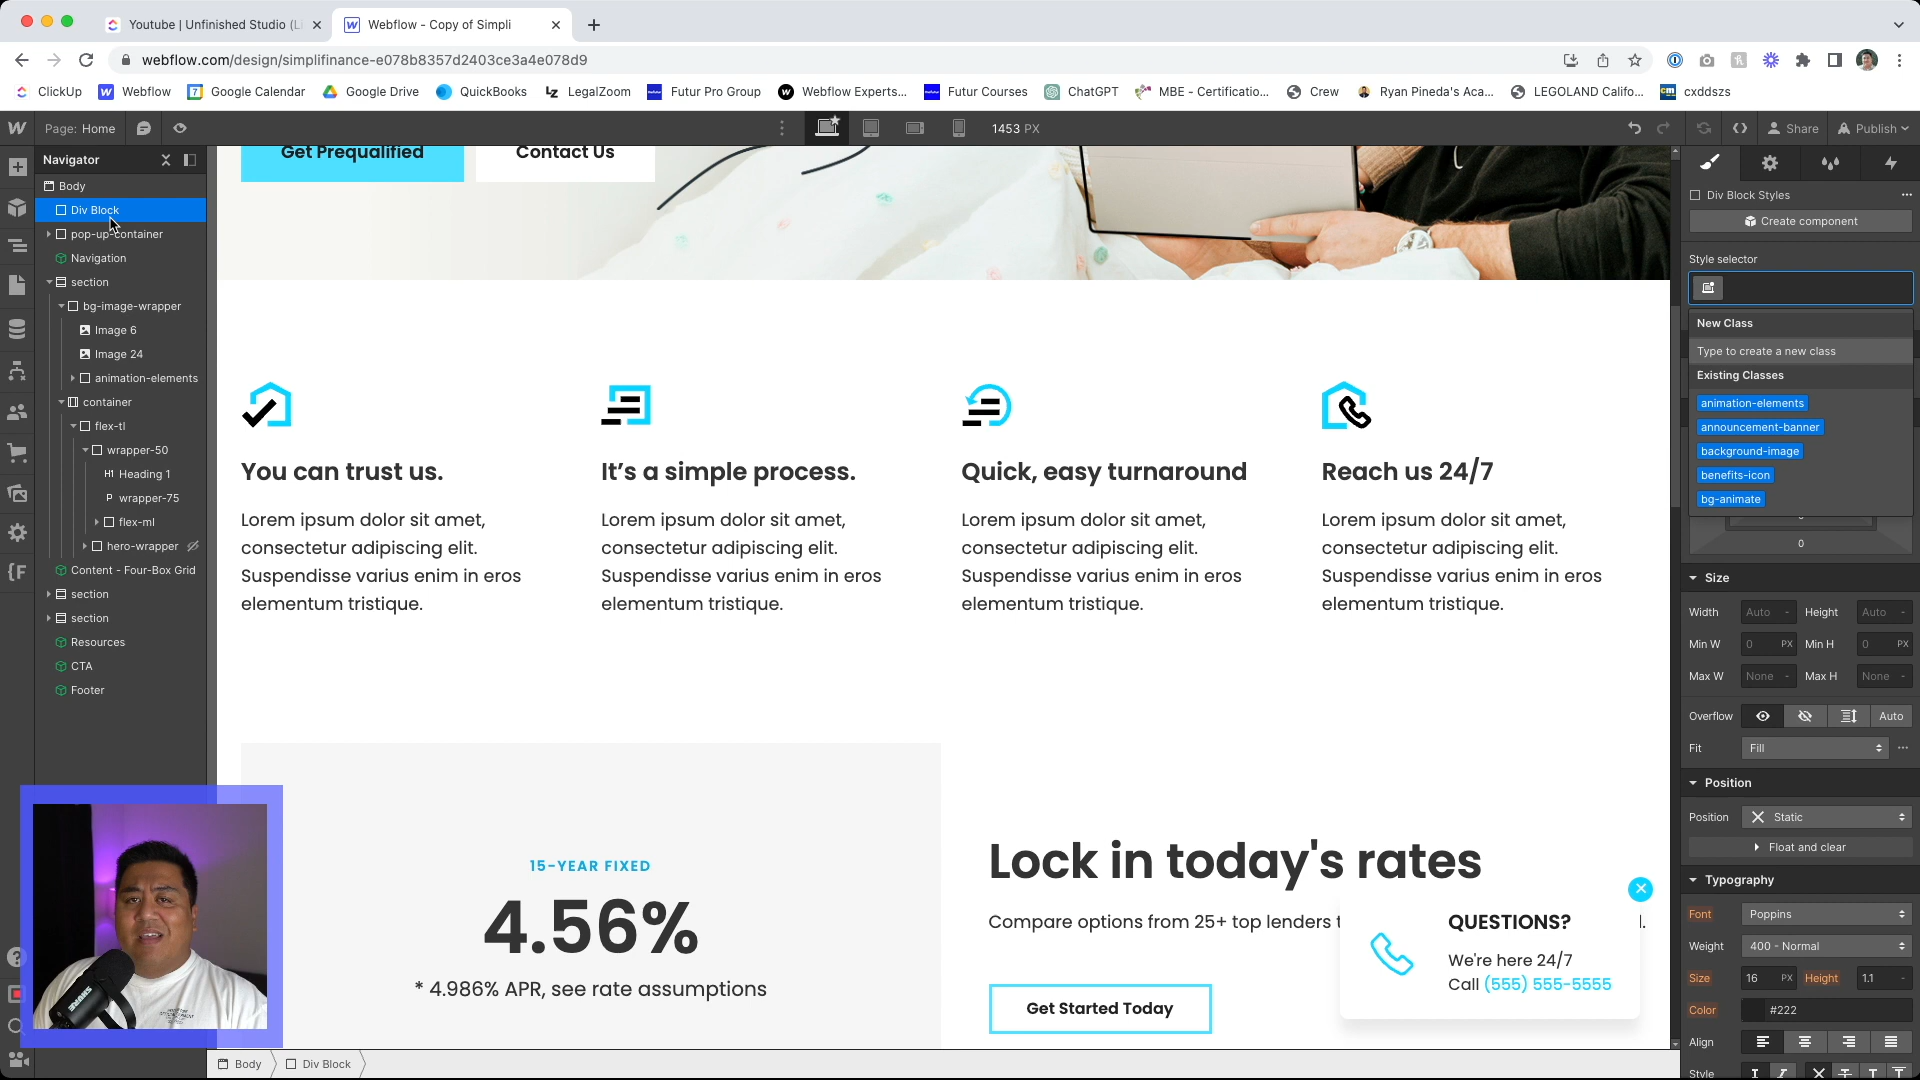 Youtube | Unfinished Studio (Li
Webflow - Copy of Simpli
webflow.com/design/simplifinance-e078b8357d2403ce3a4e078d9
ClickUp
Webflow
Google Calendar
Google Drive
QuickBooks
LegalZoom
Futur Pro Group
Webflow Experts...
Futur Courses
ChatGPT
MBE - Certificatio...
Crew
Ryan Pineda's Aca...
LEGOLAND Califo...
cxddszs
Page: Home
1453 PX
Share
Publish
Navigator
Body
Div Block
pop-up-container
Navigation
section
bg-image-wrapper
Image 6
Image 24
animation-elements
container
flex-tl
wrapper-50
H1 Heading 1
P wrapper-75
flex-ml
hero-wrapper
Content - Four-Box Grid
section
section
Resources
CTA
Footer
Get Prequalified
Contact Us
You can trust us.
Lorem ipsum dolor sit amet,
consectetur adipiscing elit.
Suspendisse varius enim in eros
elementum tristique.
It's a simple process.
Lorem ipsum dolor sit amet,
consectetur adipiscing elit.
Suspendisse varius enim in eros
elementum tristique.
Quick, easy turnaround
Lorem ipsum dolor sit amet,
consectetur adipiscing elit.
Suspendisse varius enim in eros
elementum tristique.
Reach us 24/7
Lorem ipsum dolor sit amet,
consectetur adipiscing elit.
Suspendisse varius enim in eros
elementum tristique.
15-YEAR FIXED
4.56%
* 4.986% APR, see rate assumptions
Lock in today's rates
Compare options from 25+ top lenders
Get Started Today
QUESTIONS?
We're here 24/7
Call (555) 555-5555
Body
Div Block
Div Block Styles
Create component
Style selector
New Class
Type to create a new class
Existing Classes
animation-elements
announcement-banner
background-image
benefits-icon
bg-animate
0
Size
Width Auto - Height Auto -
Min W 0 PX Min H 0 PX
Max W None - Max H None -
Overflow Auto
Fit Fill
Position
Position Static
Float and clear
Typography
Font Poppins
Weight 400 - Normal
Size 16 PX Height 1.1 -
Color #222
Align
Style